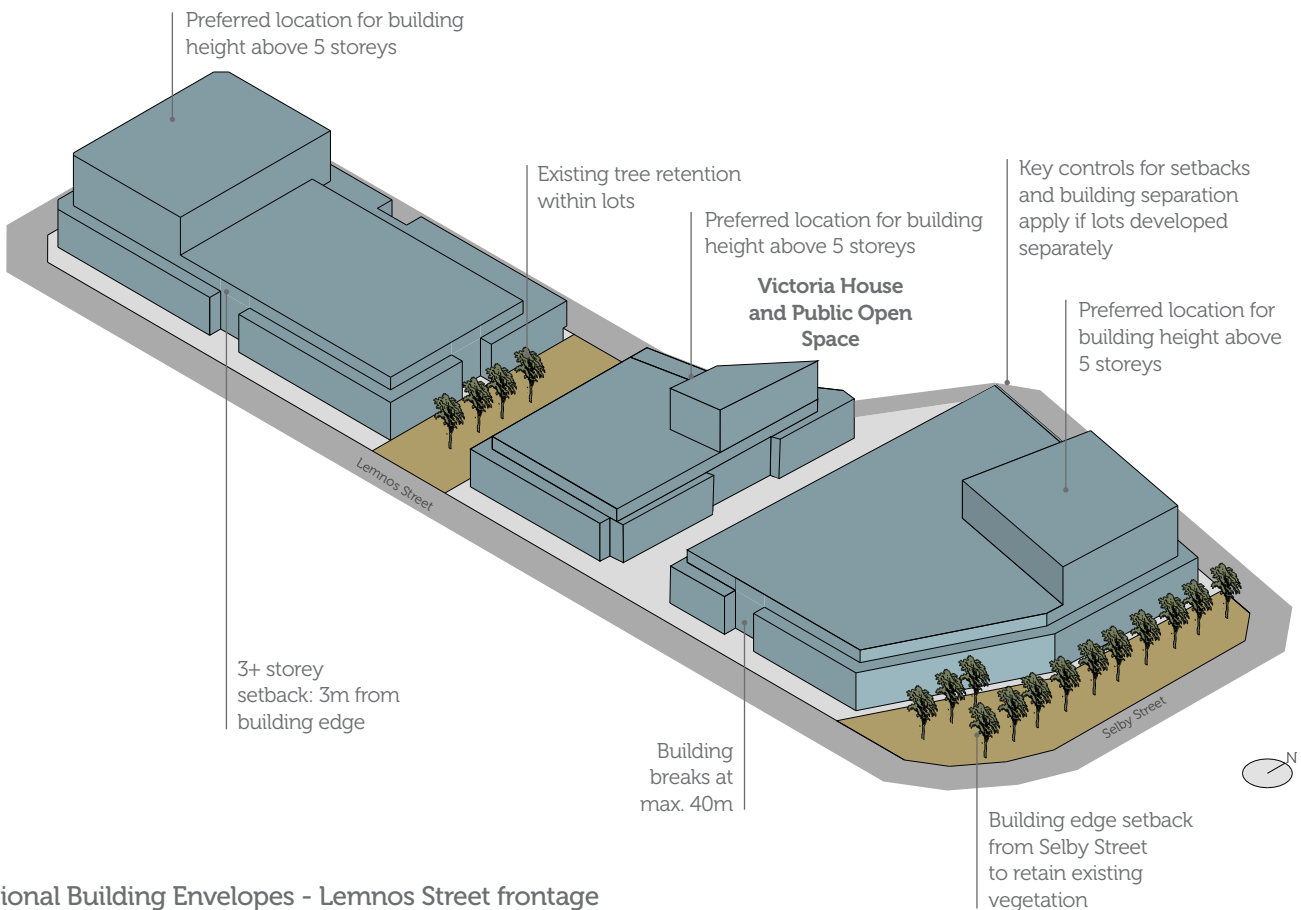 Preferred location for building
height above 5 storeys
Existing tree retention
within lots
Preferred location for building
height above 5 storeys
Victoria House
and Public Open
Space
Key controls for setbacks
and building separation
apply if lots developed
separately
Preferred location for
building height above
5 storeys
Lemnos Street
3+ storey
setback: 3m from
building edge
Building
breaks at
max. 40m
Selby Street
N
Building edge setback
from Selby Street
to retain existing
vegetation
ional Building Envelopes - Lemnos Street frontage